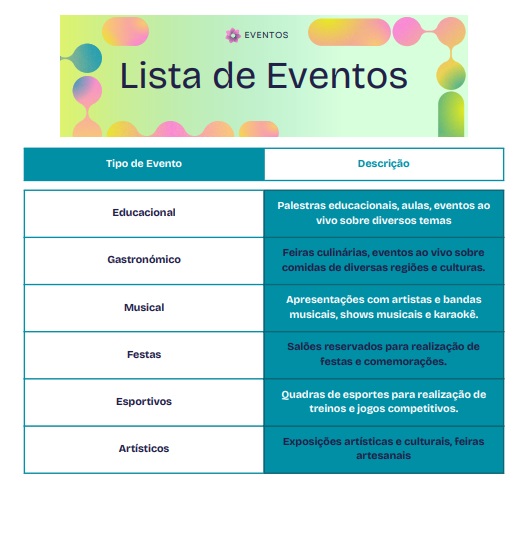 EVENTOS
Lista de Eventos
Tipo de Evento
Descrição
Educacional
Palestras educacionais, aulas, eventos ao
vivo sobre diversos temas
Gastronómico
Feiras culinárias, eventos ao vivo sobre
comidas de diversas regiões e culturas.
Musical
Apresentações com artistas e bandas
musicais, shows musicais e karaokê.
Festas
Salões reservados para realização de
festas e comemorações.
Esportivos
Quadras de esportes para realização de
treinos e jogos competitivos.
Artísticos
Exposições artísticas e culturais, feiras
artesanais